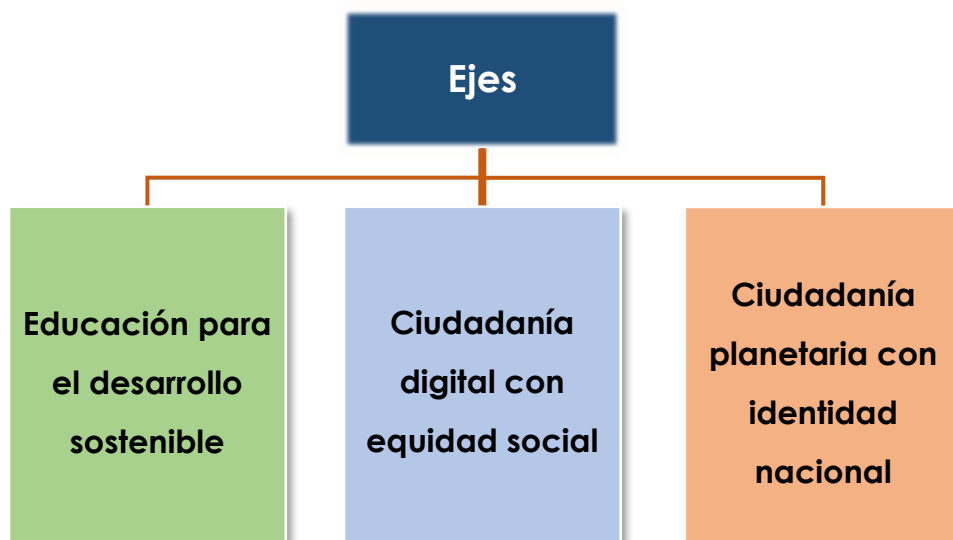 Ejes
Educación para
el desarrollo
sostenible
Ciudadanía
digital con
equidad social
Ciudadanía
planetaria con
identidad
nacional